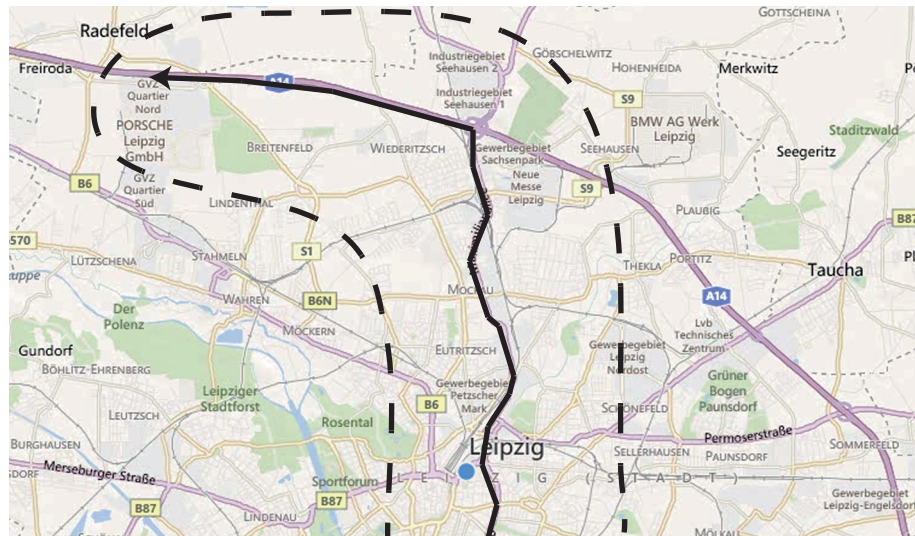 GOTTSCHEINA
Radefeld
Freiroda
Industriegebiet
Seehausen 2
GÖBSCHELWITZ
HOHENHEIDA
Merkwitz
A14
GVZ
Quartier
Nord
Industriegebiet
Seehausen 1
S9
PORSCHE
Leipzig
GmbH
BMW AG Werk
Leipzig
Staditzwald
BREITENFELD
WIEDERITZSCH
Gewerbegebiet
Sachsenpark
SEEHAUSEN
Seegeritz
B6
GVZ
Quartier
Süd
Neue
Messe
Leipzig
S9
LINDENTHAL
PLAUßIG
B87
570
S1
LÜTZSCHENA
STAHMELN
THEKLA
PORTITZ
Taucha
uppe
WAHREN
B6N
MOCKAU
A14
Der
Polenz
MÖCKERN
Lvb
Technisches
Zentrum
Gundorf
EUTRITZSCH
Gewerbegebiet
Leipzig
Nordost
BÖHLITZ-EHRENBERG
Leipziger
Stadtforst
Gewerbegebie
Petzscher
Mark
Grüner
Bogen
Paunsdorf
B6
LEUTZSCH
SCHÖNEFELD
Rosental
Permoserstraße
BURGHAUSEN
Leipzig
SOMMERFELD
SELLERHAUSEN
PAUNSDORF
SDORF
Merseburger Straße
Sportforum
L E I P Z I G ( S T A D T )
B87
B87
LINDENAU
Gewerbegebiet
Leipzig-Engelsdorf
MÖLKAU